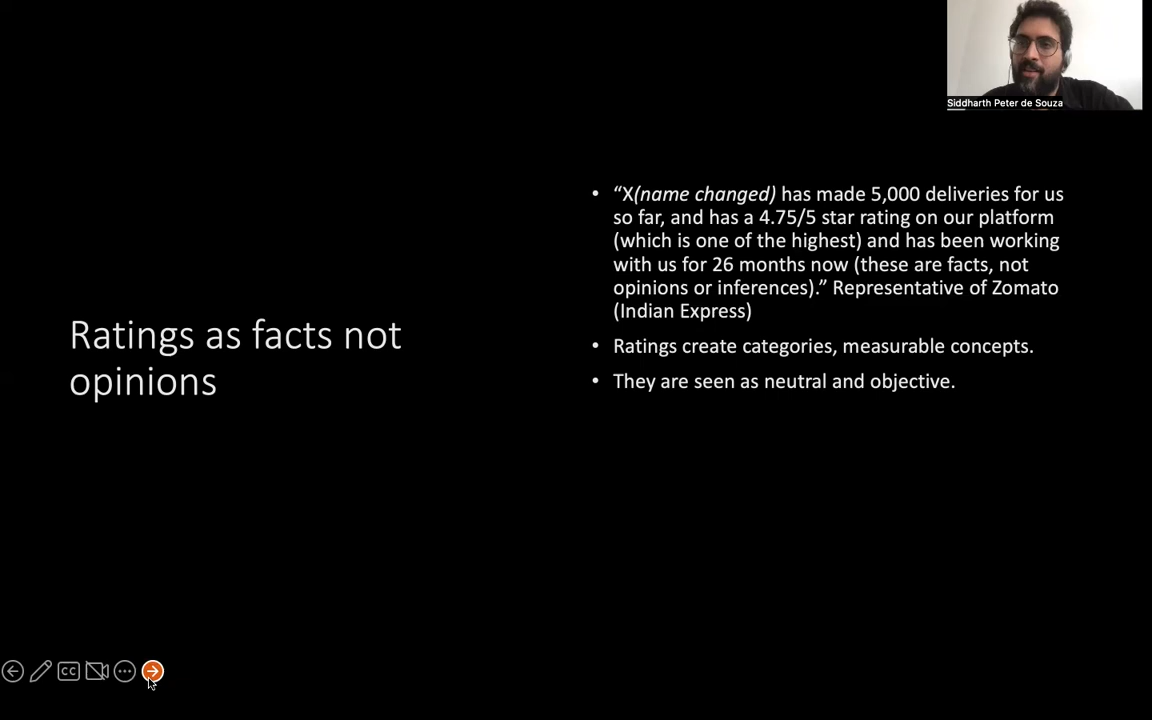 Siddharth Peter de Souza
Ratings as facts not
opinions
• “X(name changed) has made 5,000 deliveries for us
so far, and has a 4.75/5 star rating on our platform
(which is one of the highest) and has been working
with us for 26 months now (these are facts, not
opinions or inferences).” Representative of Zomato
(Indian Express)
• Ratings create categories, measurable concepts.
• They are seen as neutral and objective.
CC